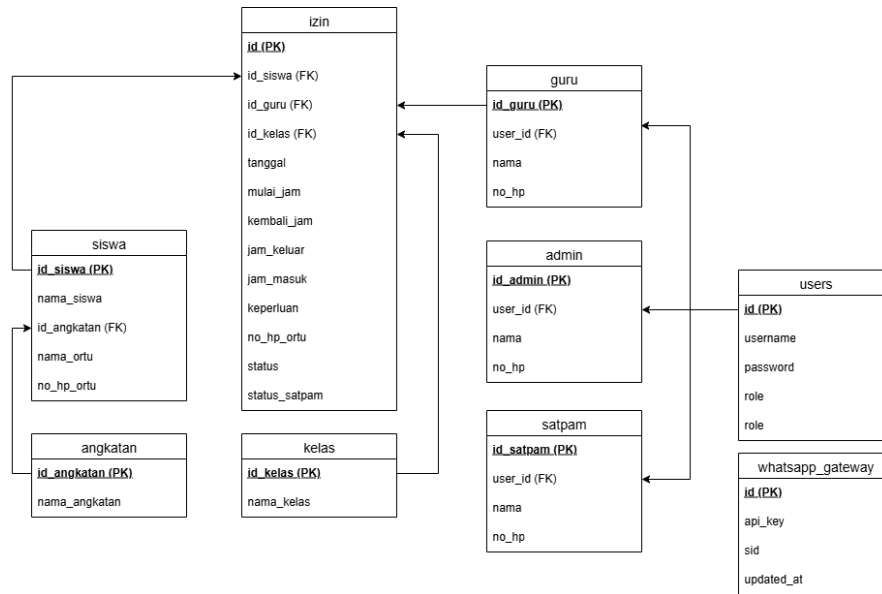 izin
id (PK)
id_siswa (FK)
id_guru (FK)
id_kelas (FK)
tanggal
mulai_jam
kembali_jam
jam_keluar
jam_masuk
keperluan
no_hp_ortu
status
status_satpam
siswa
id_siswa (PK)
nama_siswa
id_angkatan (FK)
nama_ortu
no_hp_ortu
angkatan
id_angkatan (PK)
nama_angkatan
kelas
id_kelas (PK)
nama_kelas
guru
id_guru (PK)
user_id (FK)
nama
no_hp
admin
id_admin (PK)
user_id (FK)
nama
no_hp
satpam
id_satpam (PK)
user_id (FK)
nama
no_hp
users
id (PK)
username
password
role
role
whatsapp_gateway
id (PK)
api_key
sid
updated_at